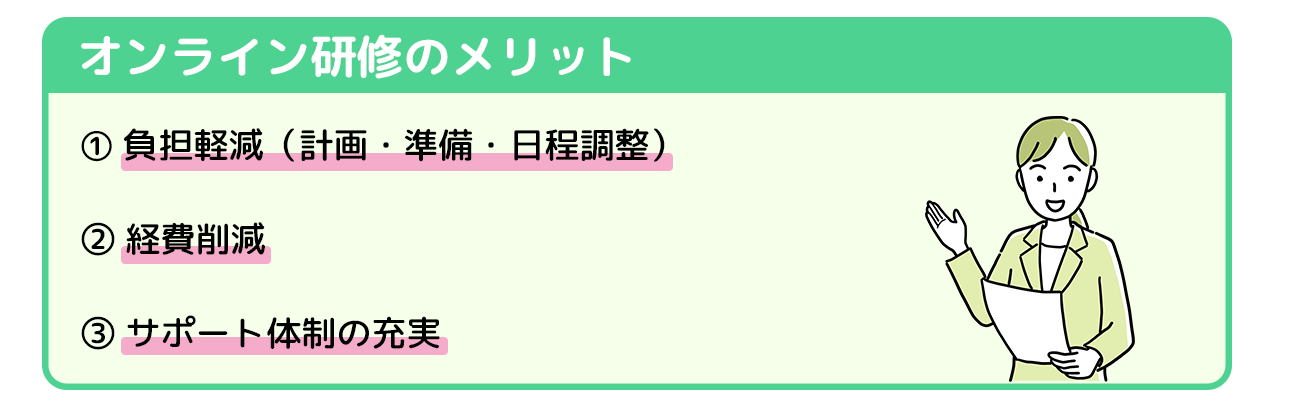 オンライン研修のメリット
① 負担軽減（計画・準備・日程調整）
② 経費削減
③ サポート体制の充実